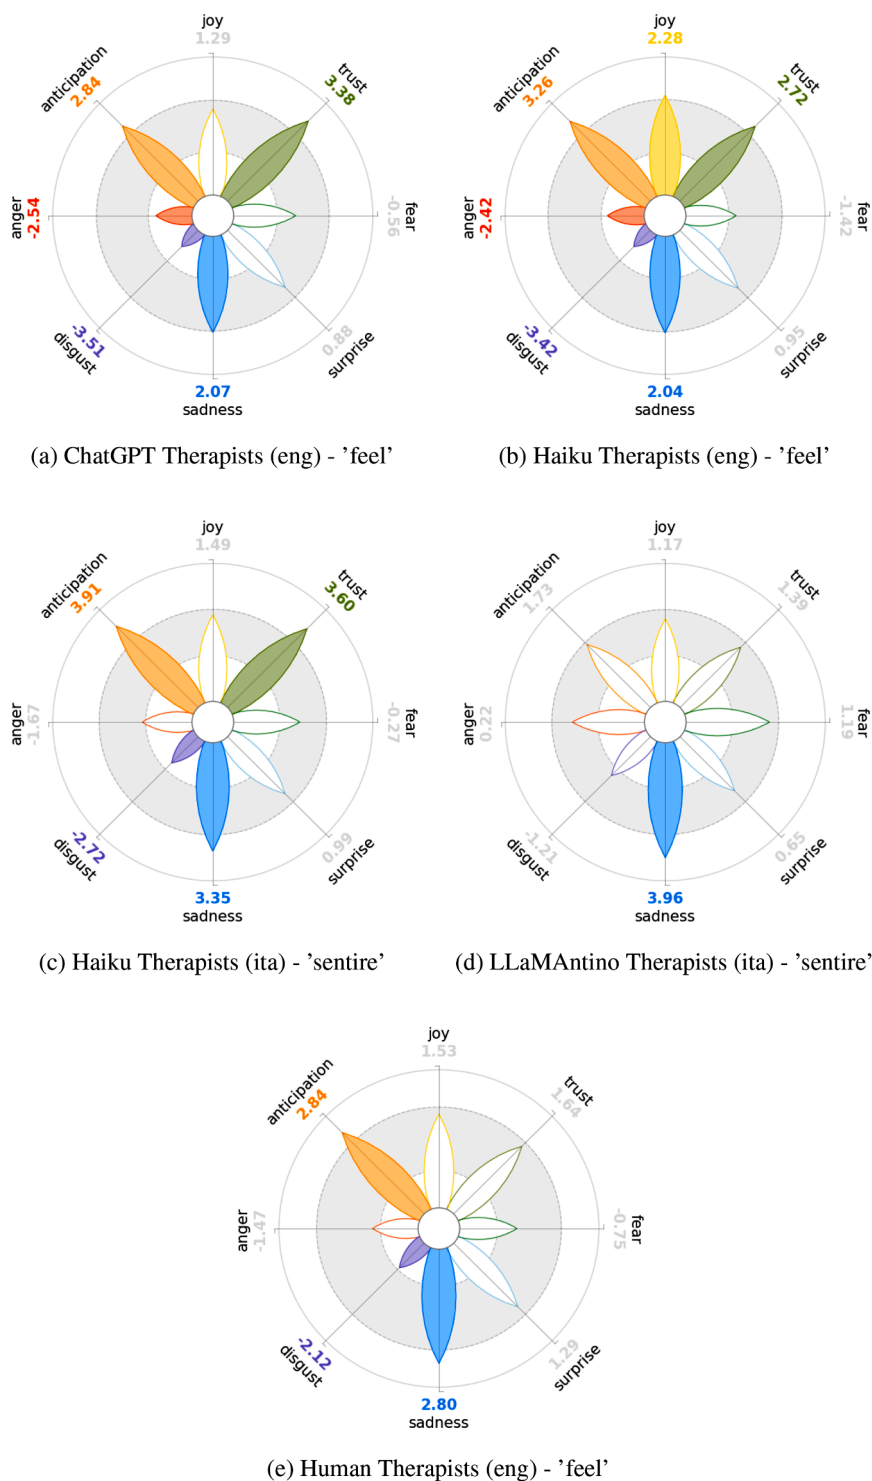 joy
1.29
anticipation
2.84
trust
3.38
anger
-2.54
fear
-0.56
disgust
-3.51
surprise
0.88
2.07
sadness
(a) ChatGPT Therapists (eng) - ’feel’
joy
2.28
anticipation
3.26
trust
2.72
anger
-2.42
fear
-1.42
disgust
-3.42
surprise
0.95
2.04
sadness
(b) Haiku Therapists (eng) - ’feel’
joy
1.49
anticipation
3.91
trust
3.60
anger
-1.67
fear
-0.27
disgust
-2.72
surprise
0.99
3.35
sadness
(c) Haiku Therapists (ita) - ’sentire’
joy
1.17
anticipation
1.73
trust
1.39
anger
0.22
fear
1.19
disgust
-1.21
surprise
0.65
3.96
sadness
(d) LLaMAntino Therapists (ita) - ’sentire’
joy
1.53
anticipation
2.84
trust
1.64
anger
-1.47
fear
-0.75
disgust
-2.12
surprise
1.29
2.80
sadness
(e) Human Therapists (eng) - ’feel’